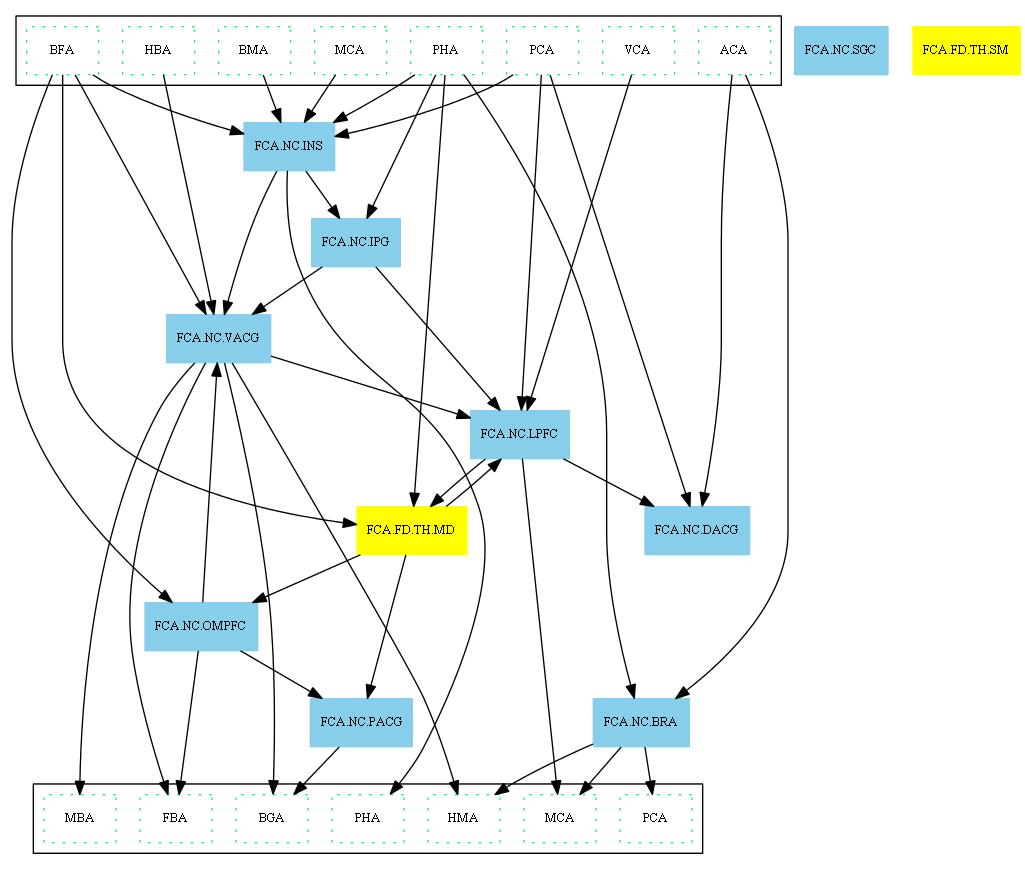 BFA
HBA
BMA
MCA
PHA
PCA
VCA
ACA
FCA.NC.SGC
FCA.FD.TH.SM
FCA.NC.INS
FCA.NC.IPG
FCA.NC.VACG
FCA.NC.LPFC
FCA.FD.TH.MD
FCA.NC.DACG
FCA.NC.OMPFC
FCA.NC.PACG
FCA.NC.BRA
MBA
FBA
BGA
PHA
HMA
MCA
PCA